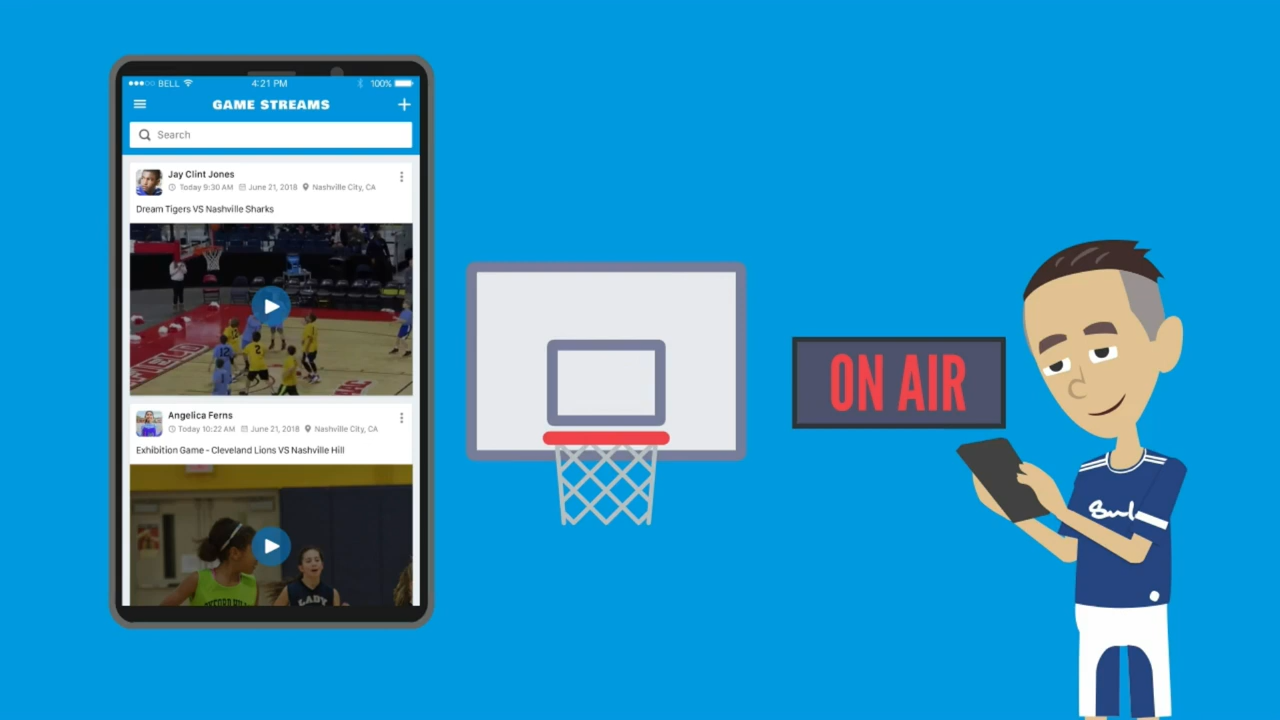 BELL 4:21 PM 100%
GAME STREAMS
Search
Jay Clint Jones
Today 9:30 AM June 21, 2018 Nashville City, CA
Dream Tigers VS Nashville Sharks
12
2
Angelica Ferns
Today 10:22 AM June 21, 2018 Nashville City, CA
Exhibition Game - Cleveland Lions VS Nashville Hill
LADY
ON AIR